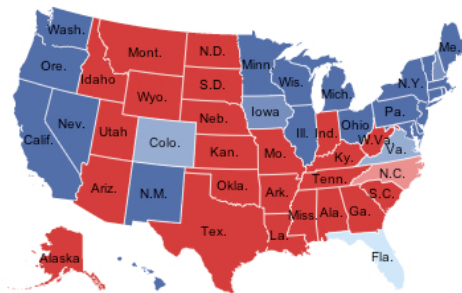 Wash.
Ore.
Calif.
Nev.
Idaho
Mont.
Wyo.
Utah
Ariz.
Colo.
N.M.
N.D.
S.D.
Neb.
Kan.
Okla.
Tex.
Minn.
Iowa
Mo.
Ark.
La.
Wis.
Ill.
Mich.
Ind.
Ohio
Ky.
Tenn.
Miss.
Ala.
Ga.
Fla.
S.C.
N.C.
Va.
W.Va.
Pa.
N.Y.
Me.
Alaska